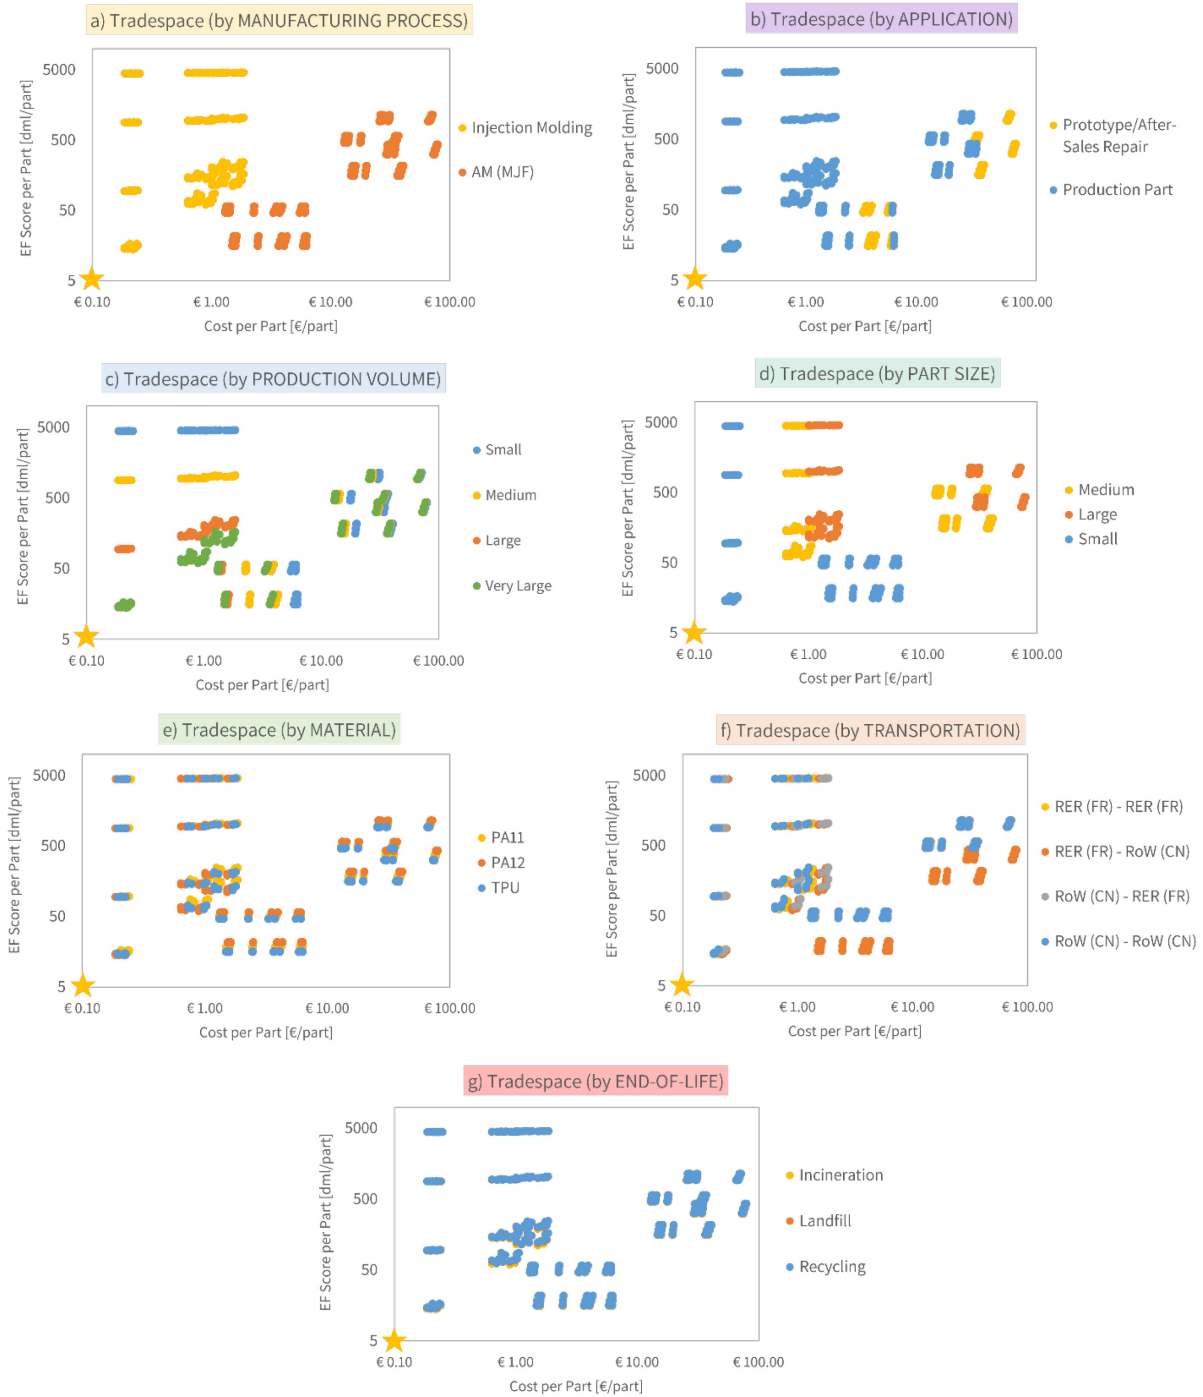 a) Tradespace (by MANUFACTURING PROCESS)
EF Score per Part [dml/part]
5000
500
50
5
€ 0.10
€ 1.00
€ 10.00
€ 100.00
Cost per Part [€/part]
Injection Molding
AM (MJF)
b) Tradespace (by APPLICATION)
EF Score per Part [dml/part]
5000
500
50
5
€ 0.10
€ 1.00
€ 10.00
€ 100.00
Cost per Part [€/part]
Prototype/After-
Sales Repair
Production Part
c) Tradespace (by PRODUCTION VOLUME)
EF Score per Part [dml/part]
5000
500
50
5
€ 0.10
€ 1.00
€ 10.00
€ 100.00
Cost per Part [€/part]
Small
Medium
Large
Very Large
d) Tradespace (by PART SIZE)
EF Score per Part [dml/part]
5000
500
50
5
€ 0.10
€ 1.00
€ 10.00
€ 100.00
Cost per Part [€/part]
Medium
Large
Small
e) Tradespace (by MATERIAL)
EF Score per Part [dml/part]
5000
500
50
5
€ 0.10
€ 1.00
€ 10.00
€ 100.00
Cost per Part [€/part]
PA11
PA12
TPU
f) Tradespace (by TRANSPORTATION)
EF Score per Part [dml/part]
5000
500
50
5
€ 0.10
€ 1.00
€ 10.00
€ 100.00
Cost per Part [€/part]
RER (FR) - RER (FR)
RER (FR) - RoW (CN)
RoW (CN) - RER (FR)
RoW (CN) - RoW (CN)
g) Tradespace (by END-OF-LIFE)
EF Score per Part [dml/part]
5000
500
50
5
€ 0.10
€ 1.00
€ 10.00
€ 100.00
Cost per Part [€/part]
Incineration
Landfill
Recycling